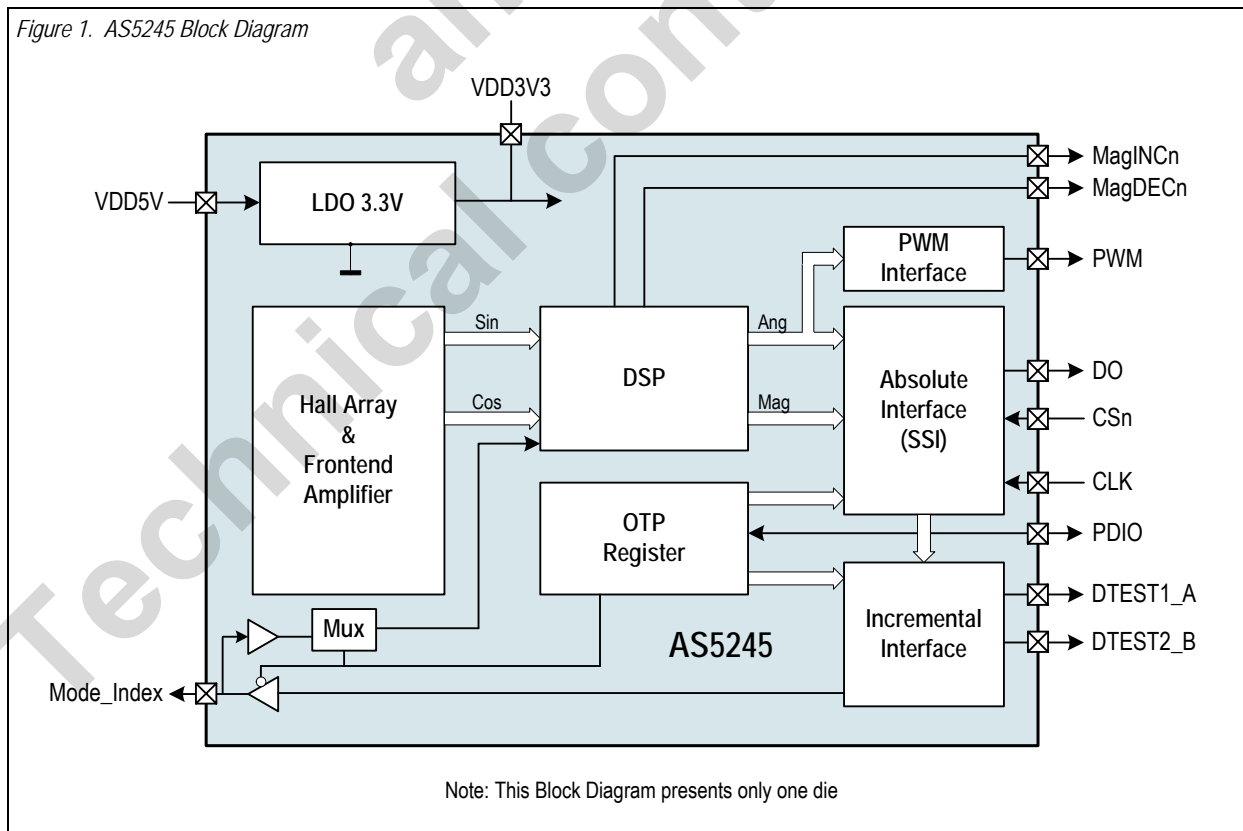 Figure 1. AS5245 Block Diagram
VDD3V3
VDD5V
LDO 3.3V
MagINCn
MagDECn
PWM
Interface
PWM
Hall Array
&
Frontend
Amplifier
Sin
Cos
DSP
Ang
Mag
Absolute
Interface
(SSI)
DO
CSn
CLK
OTP
Register
PDIO
Mux
AS5245
Incremental
Interface
DTEST1_A
DTEST2_B
Mode_Index
Note: This Block Diagram presents only one die
Technical cont
am